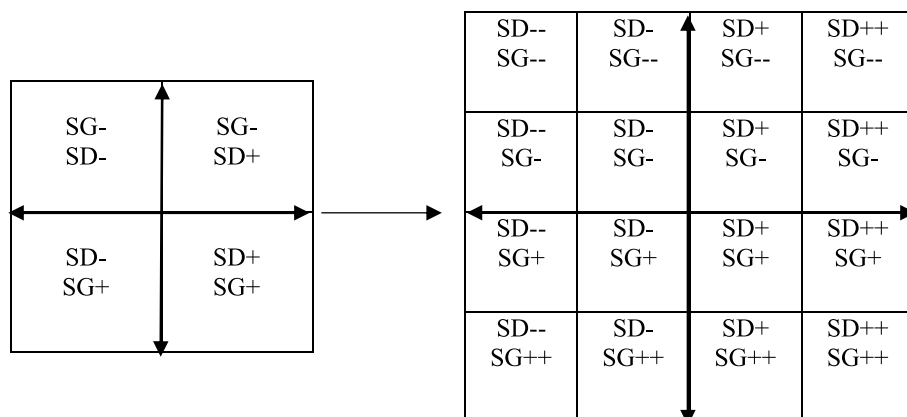 SG-
SD-
SG-
SD+
SD-
SG+
SD+
SG+
SD--
SG--
SD-
SG--
SD+
SG--
SD++
SG--
SD--
SG-
SD-
SG-
SD+
SG-
SD++
SG-
SD--
SG+
SD-
SG+
SD+
SG+
SD++
SG+
SD--
SG++
SD-
SG++
SD+
SG++
SD++
SG++